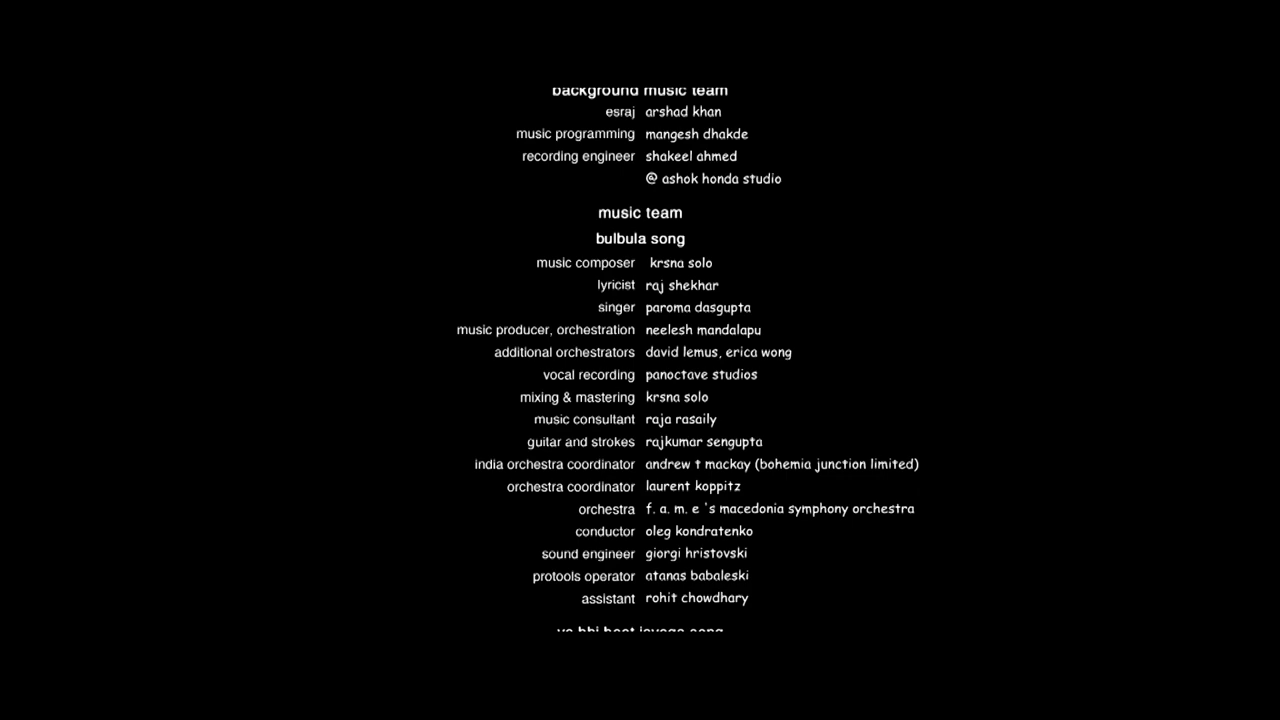 background music team
esraj arshad khan
music programming mangesh dhakde
recording engineer shakeel ahmed
@ ashok honda studio
music team
bulbula song
music composer krsna solo
lyricist raj shekhar
singer paroma dasgupta
music producer, orchestration neelesh mandalapu
additional orchestrators david lemus, erica wong
vocal recording panoctave studios
mixing & mastering krsna solo
music consultant raja rasaily
guitar and strokes rajkumar sengupta
india orchestra coordinator andrew t mackay (bohemia junction limited)
orchestra coordinator laurent koppitz
orchestra f. a. m. e 's macedonia symphony orchestra
conductor oleg kondratenko
sound engineer giorgi hristovski
protools operator atanas babaleski
assistant rohit chowdhary
song